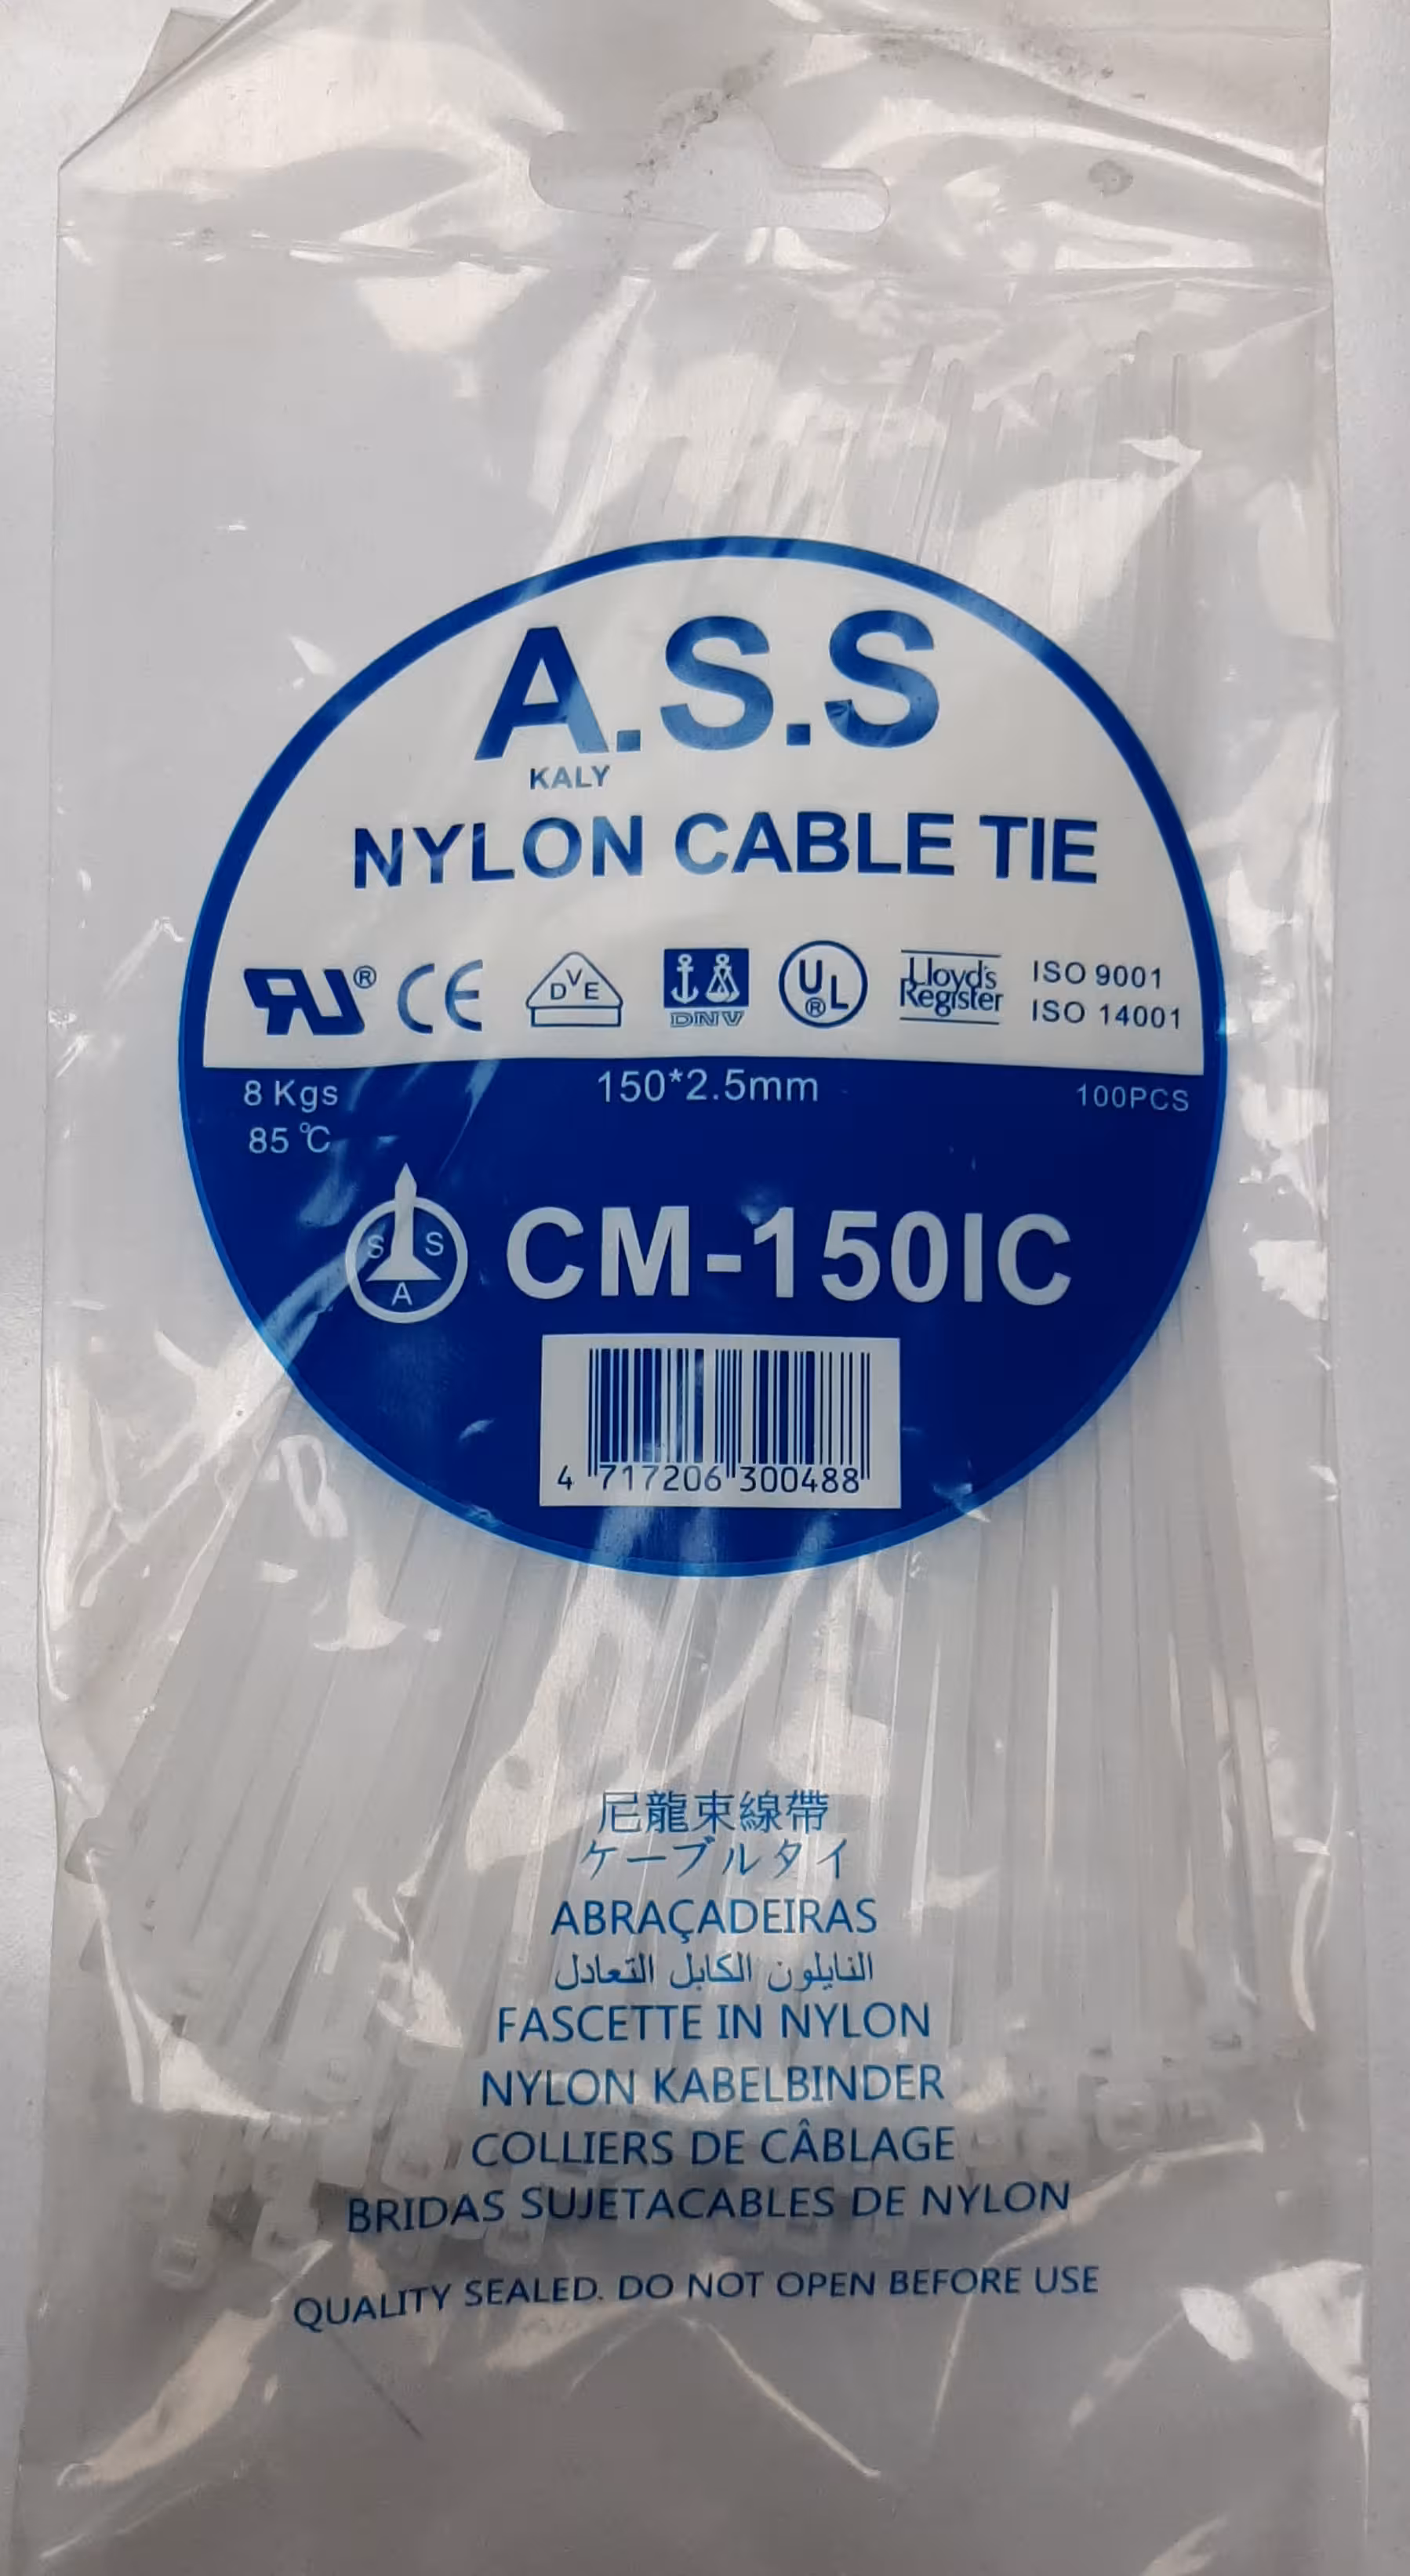 A.S.S
KALY
NYLON CABLE TIE
RU® CE DVE DNV UL® Lloyd's Register ISO 9001 ISO 14001
8 Kgs 150*2.5mm 100PCS
85 ℃
S S A CM-150IC
4 717206 300488
尼龍束線帶
ケーブルタイ
ABRAÇADEIRAS
النايلون الكابل التعادل
FASCETTE IN NYLON
NYLON KABELBINDER
COLLIERS DE CÂBLAGE
BRIDAS SUJETACABLES DE NYLON
QUALITY SEALED. DO NOT OPEN BEFORE USE